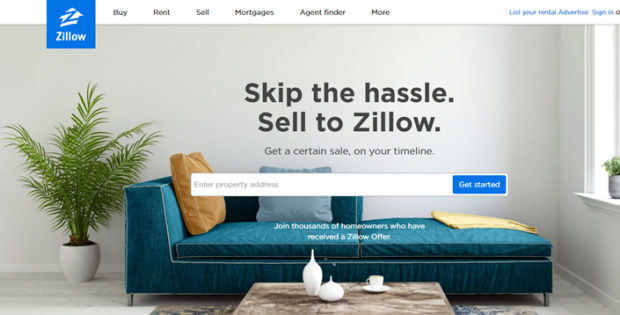 Zillow
Buy Rent Sell Mortgages Agent finder More
List your rental Advertise Sign in
Skip the hassle.
Sell to Zillow.
Get a certain sale, on your timeline.
Enter property address
Get started
Join thousands of homeowners who have
received a Zillow Offer.